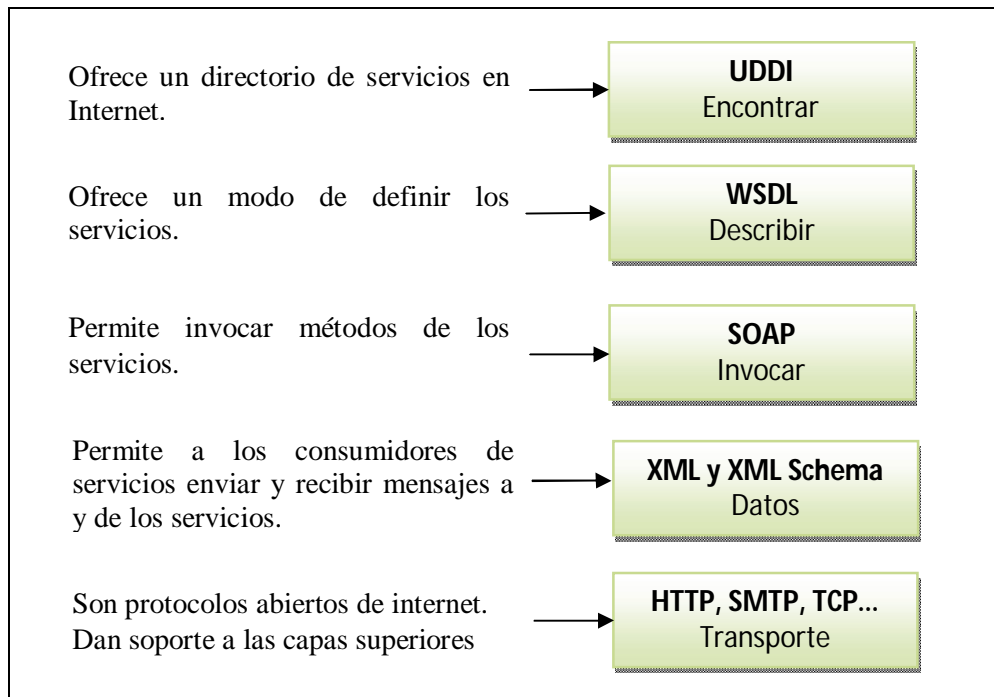 Ofrece un directorio de servicios en
Internet.
UDDI
Encontrar
Ofrece un modo de definir los
servicios.
WSDL
Describir
Permite invocar métodos de los
servicios.
SOAP
Invocar
Permite a los consumidores de
servicios enviar y recibir mensajes a
y de los servicios.
XML y XML Schema
Datos
Son protocolos abiertos de internet.
Dan soporte a las capas superiores
HTTP, SMTP, TCP...
Transporte